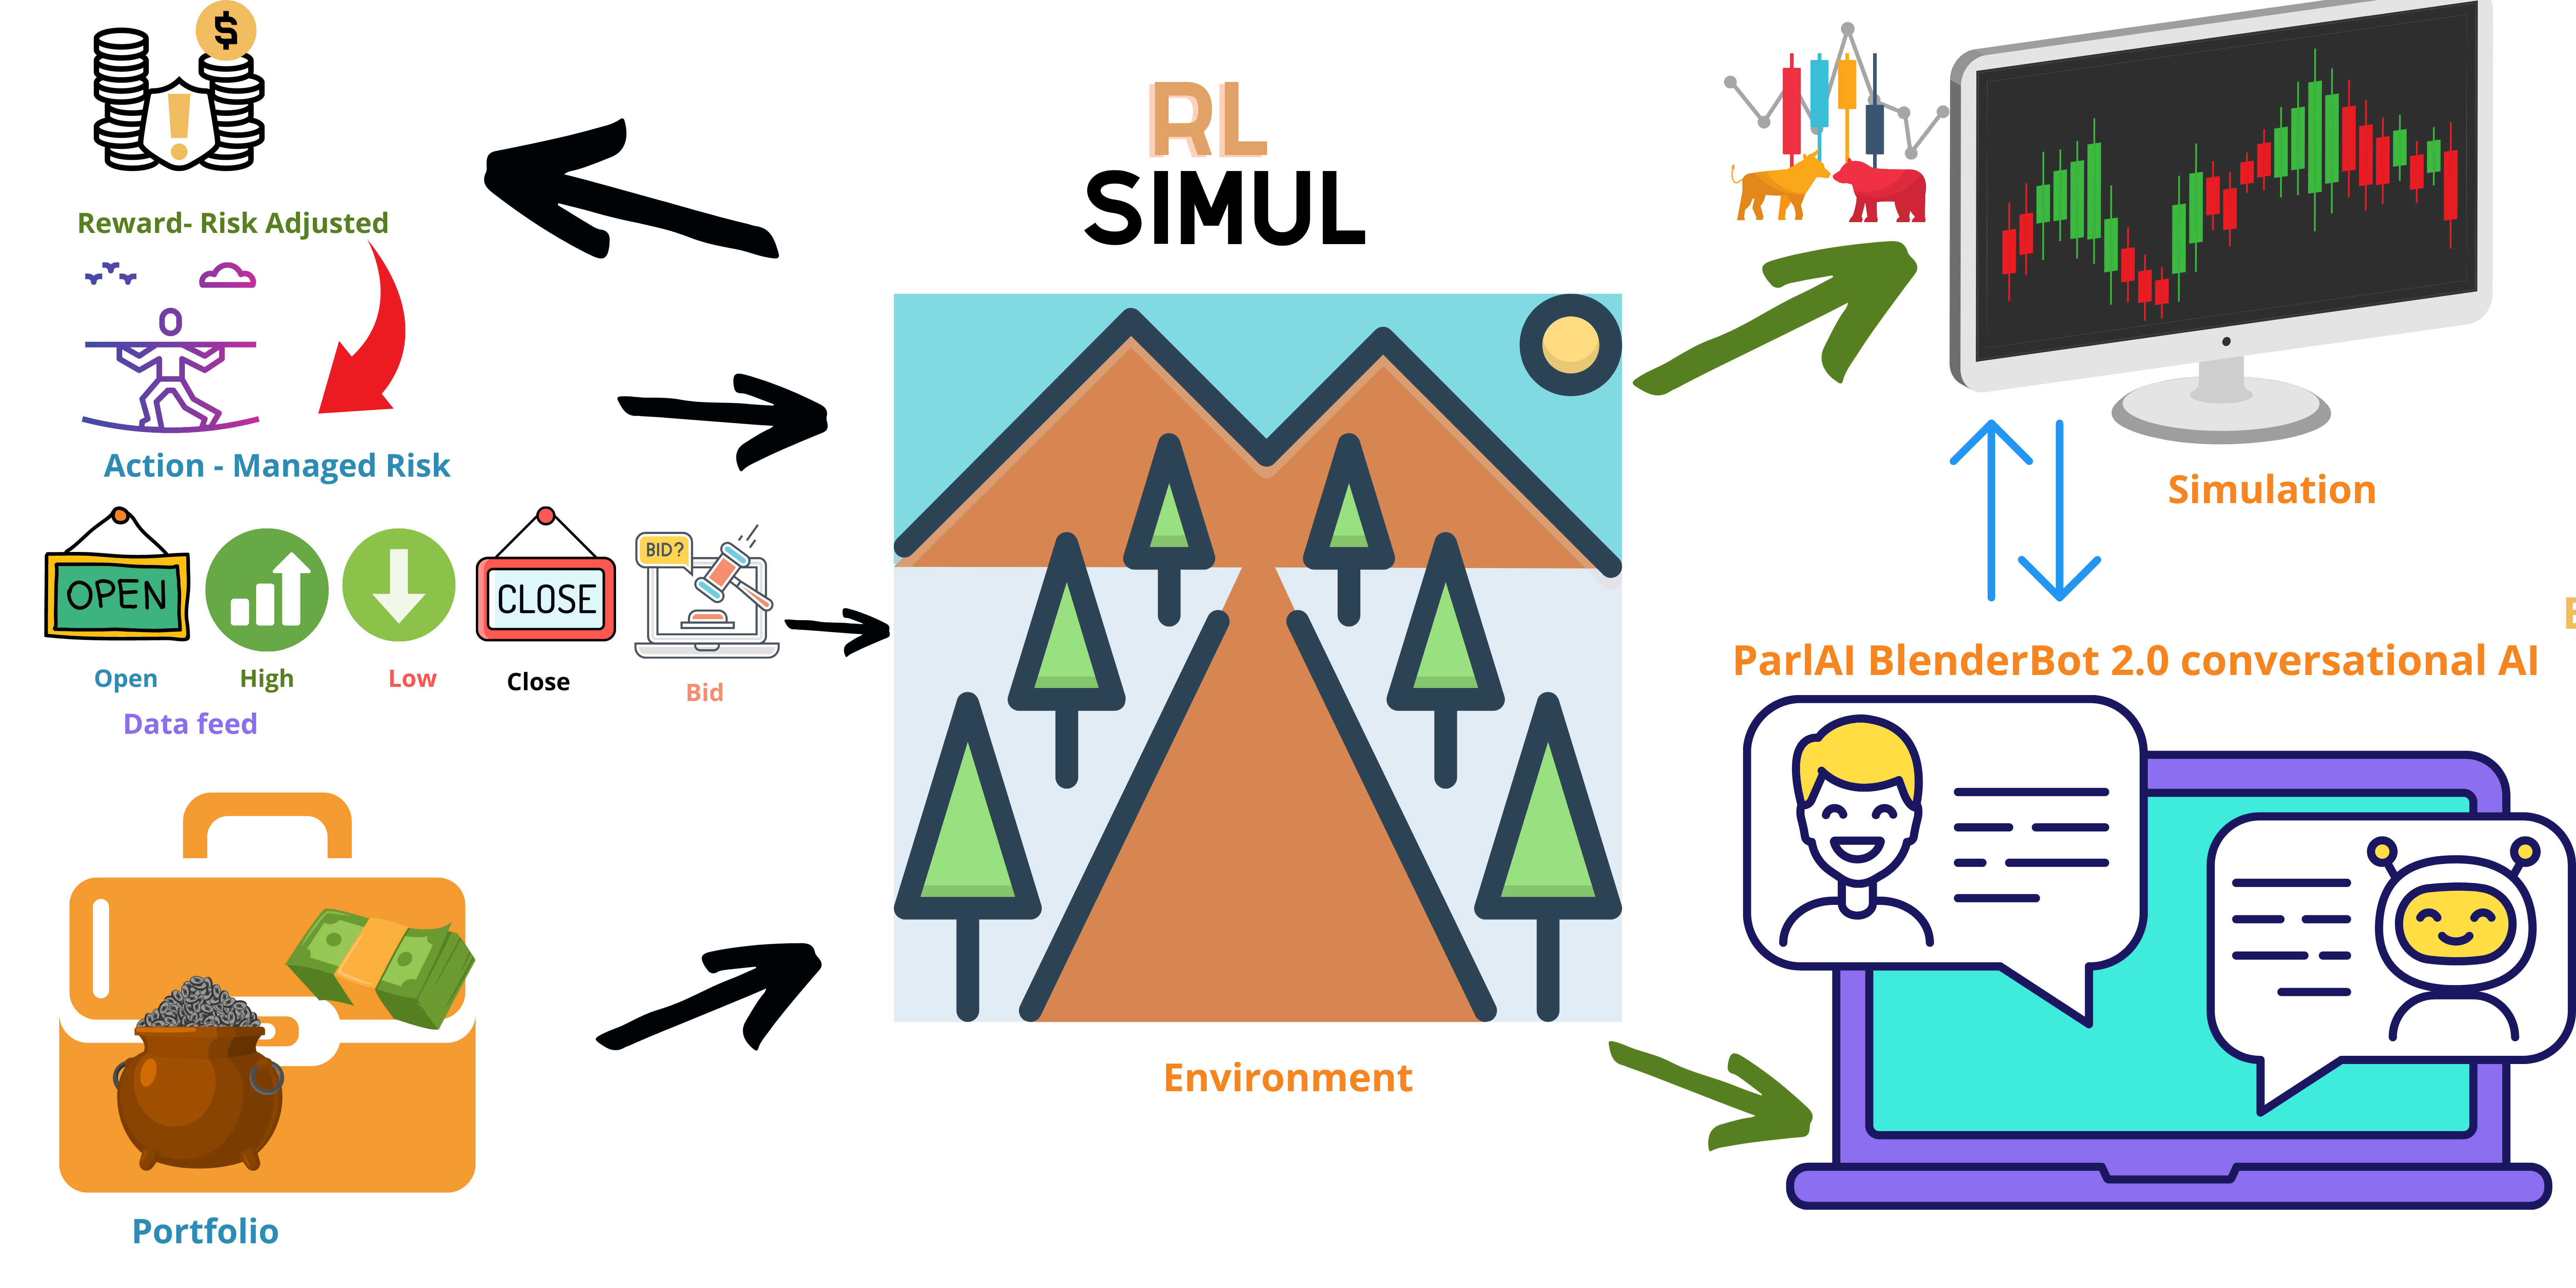 $
RL
SIMUL
Reward- Risk Adjusted
Action - Managed Risk
Simulation
OPEN
CLOSE
BID?
Open
High
Low
Close
Bid
Data feed
ParlAI BlenderBot 2.0 conversational AI
Environment
Portfolio